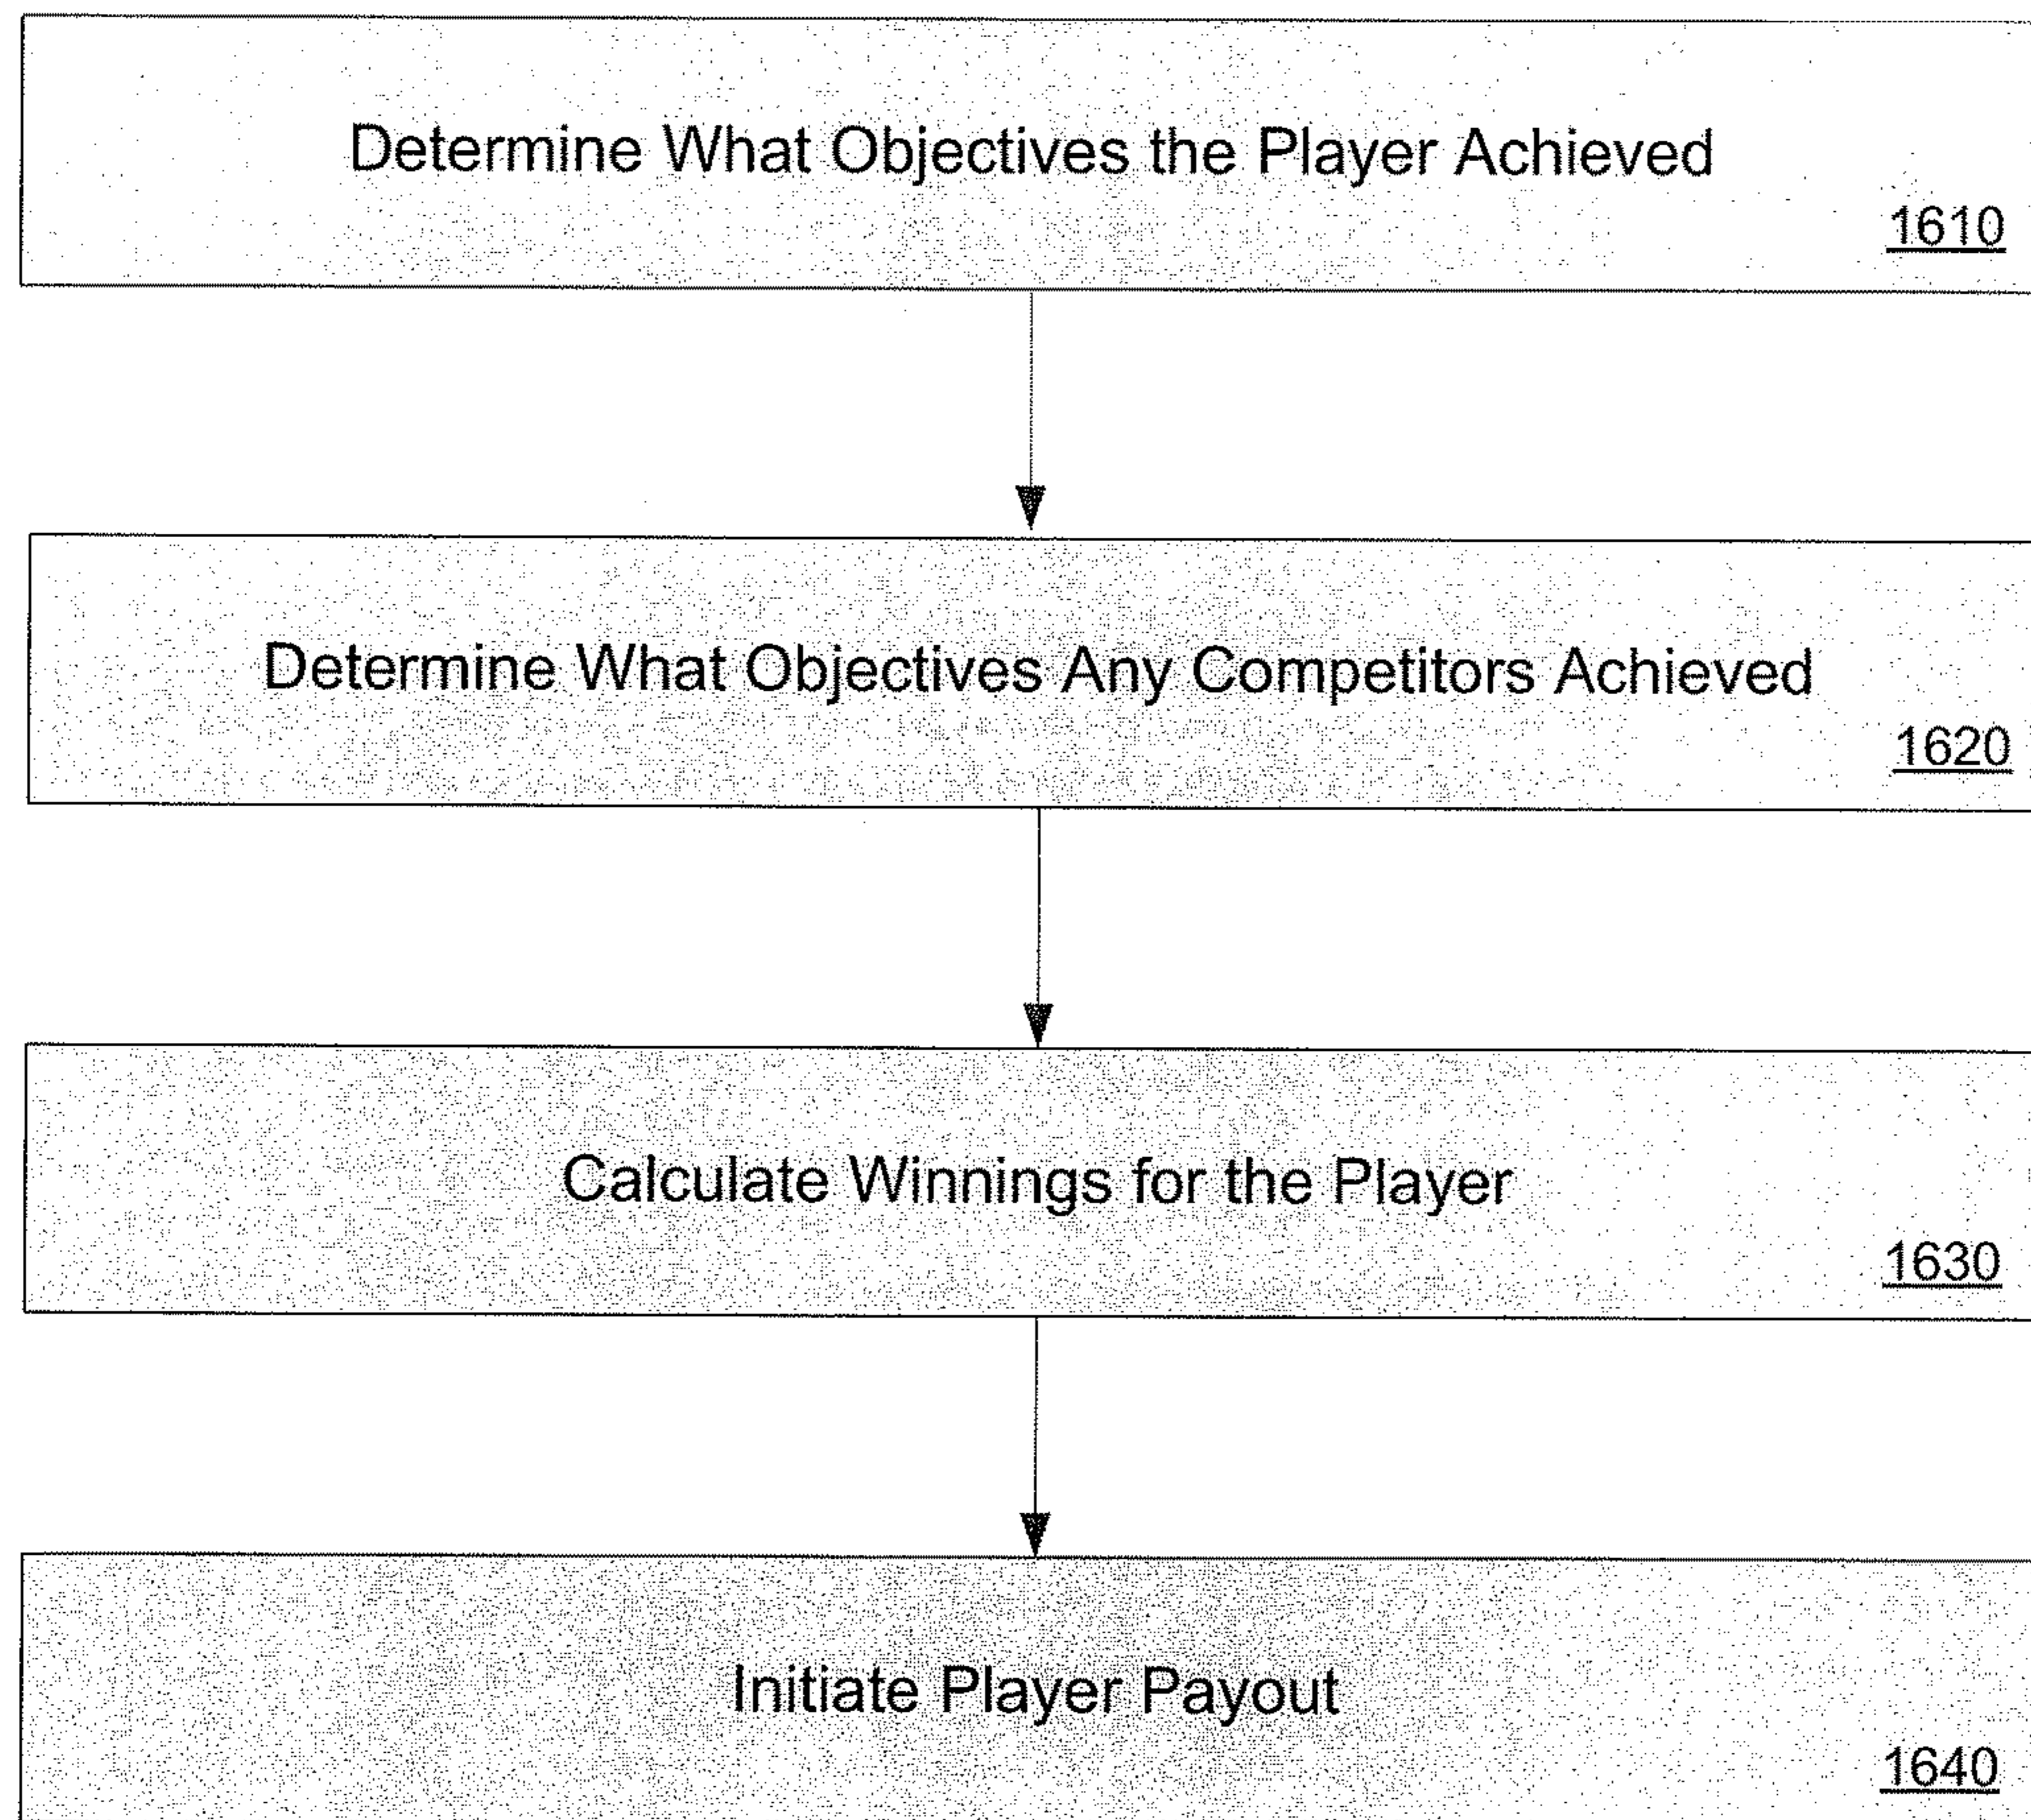 Determine What Objectives the Player Achieved
1610
Determine What Objectives Any Competitors Achieved
1620
Calculate Winnings for the Player
1630
Initiate Player Payout
1640